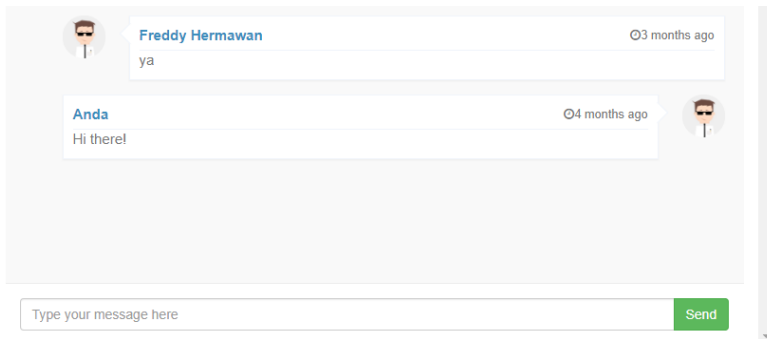 Freddy Hermawan 3 months ago
ya
Anda 4 months ago
Hi there!
Type your message here Send